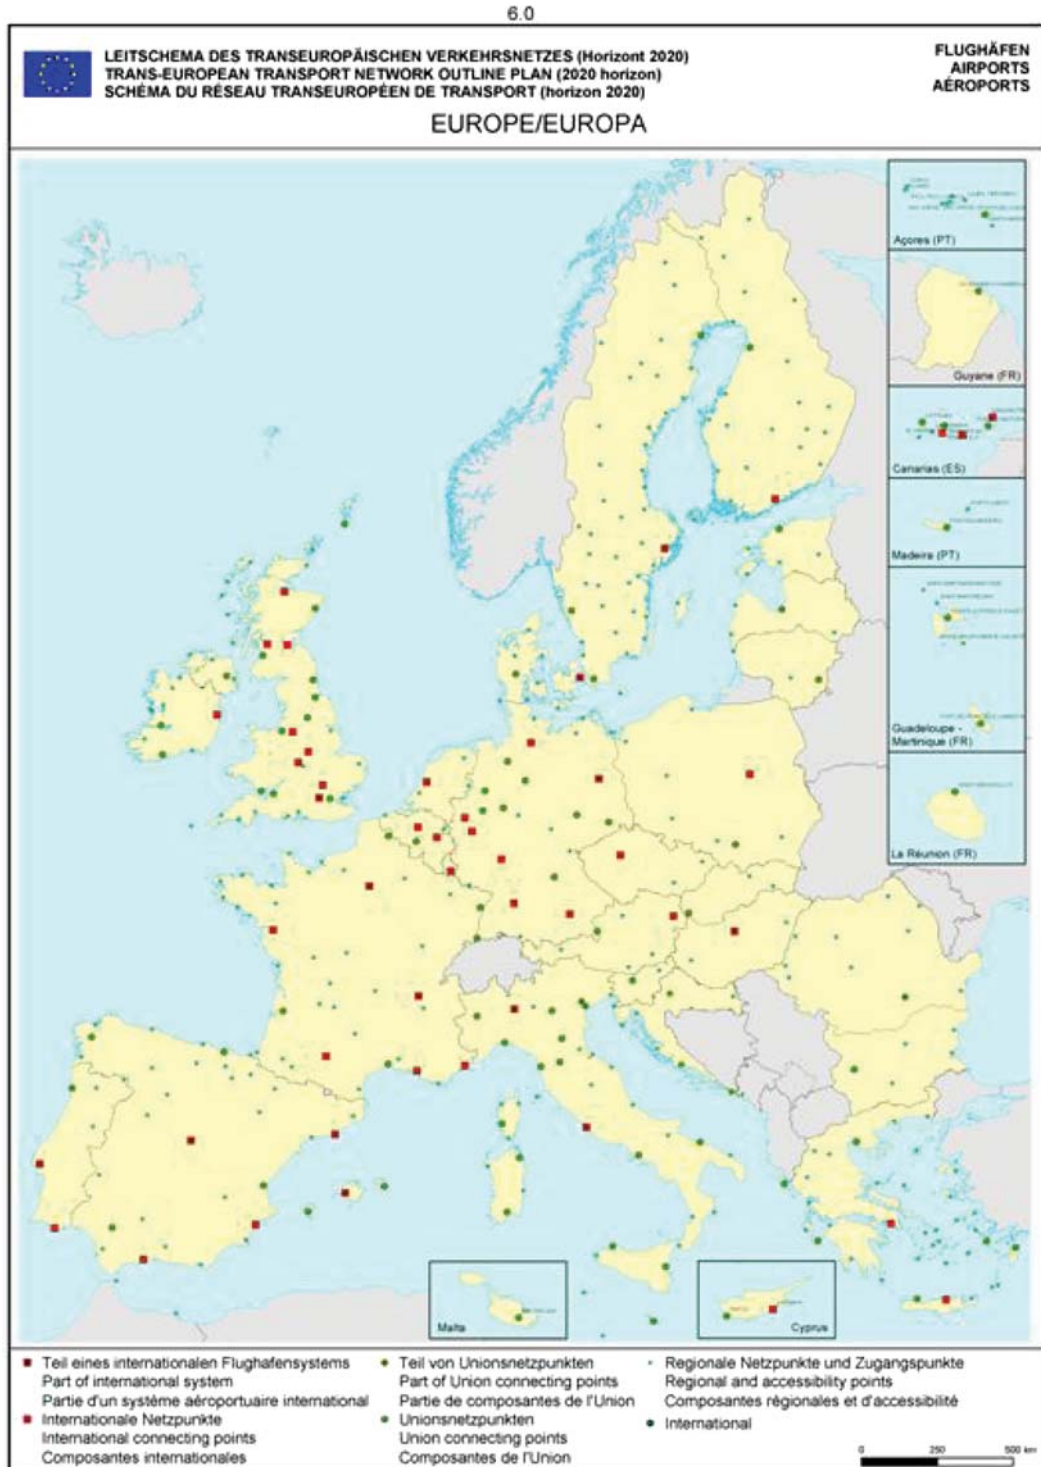 6.0
LEITSCHEMA DES TRANSEUROPÄISCHEN VERKEHRSNETZES (Horizont 2020)
TRANS-EUROPEAN TRANSPORT NETWORK OUTLINE PLAN (2020 horizon)
SCHÉMA DU RÉSEAU TRANSEUROPÉEN DE TRANSPORT (horizon 2020)
FLUGHÄFEN
AIRPORTS
AÉROPORTS
EUROPE/EUROPA
Açores (PT)
Guyane (FR)
Canarias (ES)
Madeira (PT)
Guadeloupe -
Martinique (FR)
La Réunion (FR)
Malta
Cyprus
Teil eines internationalen Flughafensystems
Part of international system
Partie d'un système aéroportuaire international
Internationale Netzpunkte
International connecting points
Composantes internationales
Teil von Unionsnetzpunkten
Part of Union connecting points
Partie de composantes de l'Union
Unionsnetzpunkten
Union connecting points
Composantes de l'Union
Regionale Netzpunkte und Zugangspunkte
Regional and accessibility points
Composantes régionales et d'accessibilité
International
0 250 500 km